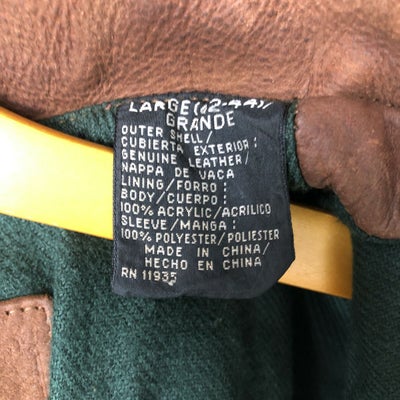 LARGE (42-44)/
GRANDE
OUTER SHELL/
CUBIERTA EXTERIOR:
GENUINE LEATHER/
NAPPA DE VACA
LINING/FORRO:
BODY/CUERPO:
100% ACRYLIC/ACRILICO
SLEEVE/MANGA:
100% POLYESTER/POLIESTER
MADE IN CHINA/
HECHO EN CHINA
RN 11935